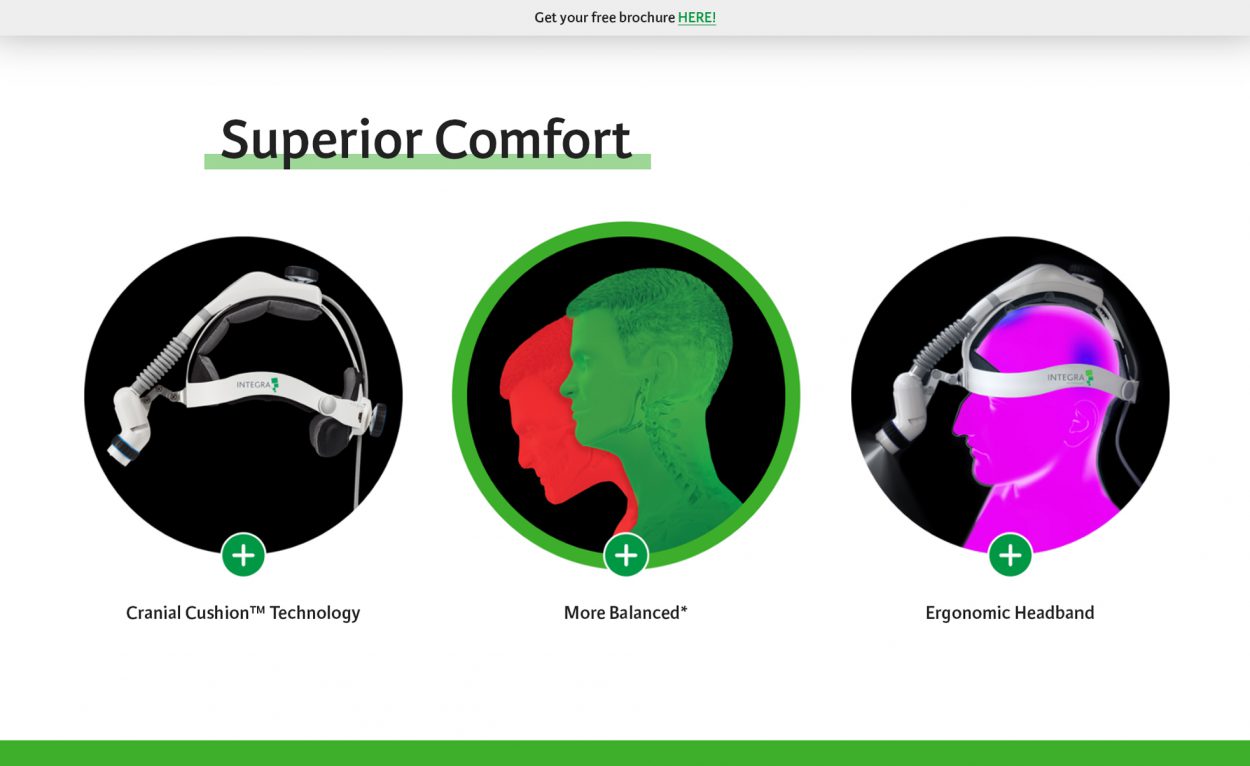 Get your free brochure HERE!
Superior Comfort
INTEGRA
INTEGRA
Cranial Cushion™ Technology
More Balanced*
Ergonomic Headband